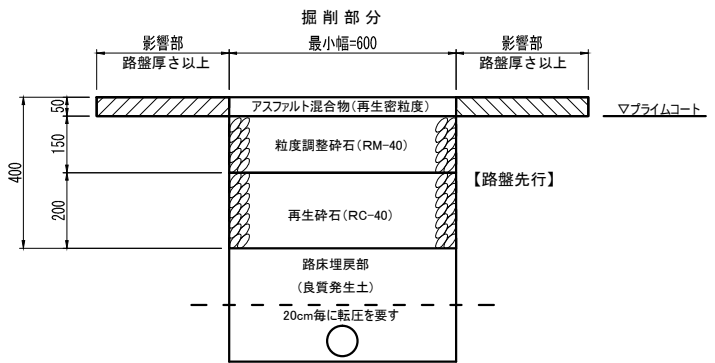 掘削部分
影響部
最小幅=600
影響部
路盤厚さ以上
路盤厚さ以上
50
アスファルト混合物(再生密粒度)
▽プライムコート
150
粒度調整砕石(RM-40)
400
【路盤先行】
200
再生砕石(RC-40)
路床埋戻部
(良質発生土)
20cm毎に転圧を要す